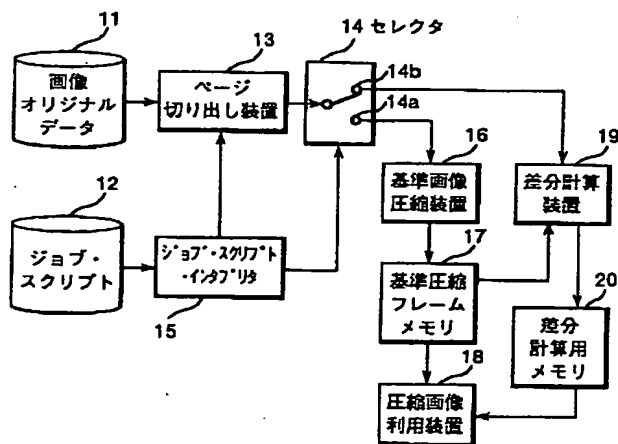 11
画像
オリジナル
データ
13
ページ
切り出し装置
14 セレクタ
14b
14a
16
基準画像
圧縮装置
19
差分計算
装置
12
ジョブ・
スクリプト
ジョブ・スクリプト
・インタプリタ
15
17
基準圧縮
フレーム
メモリ
20
差分
計算用
メモリ
18
圧縮画像
利用装置